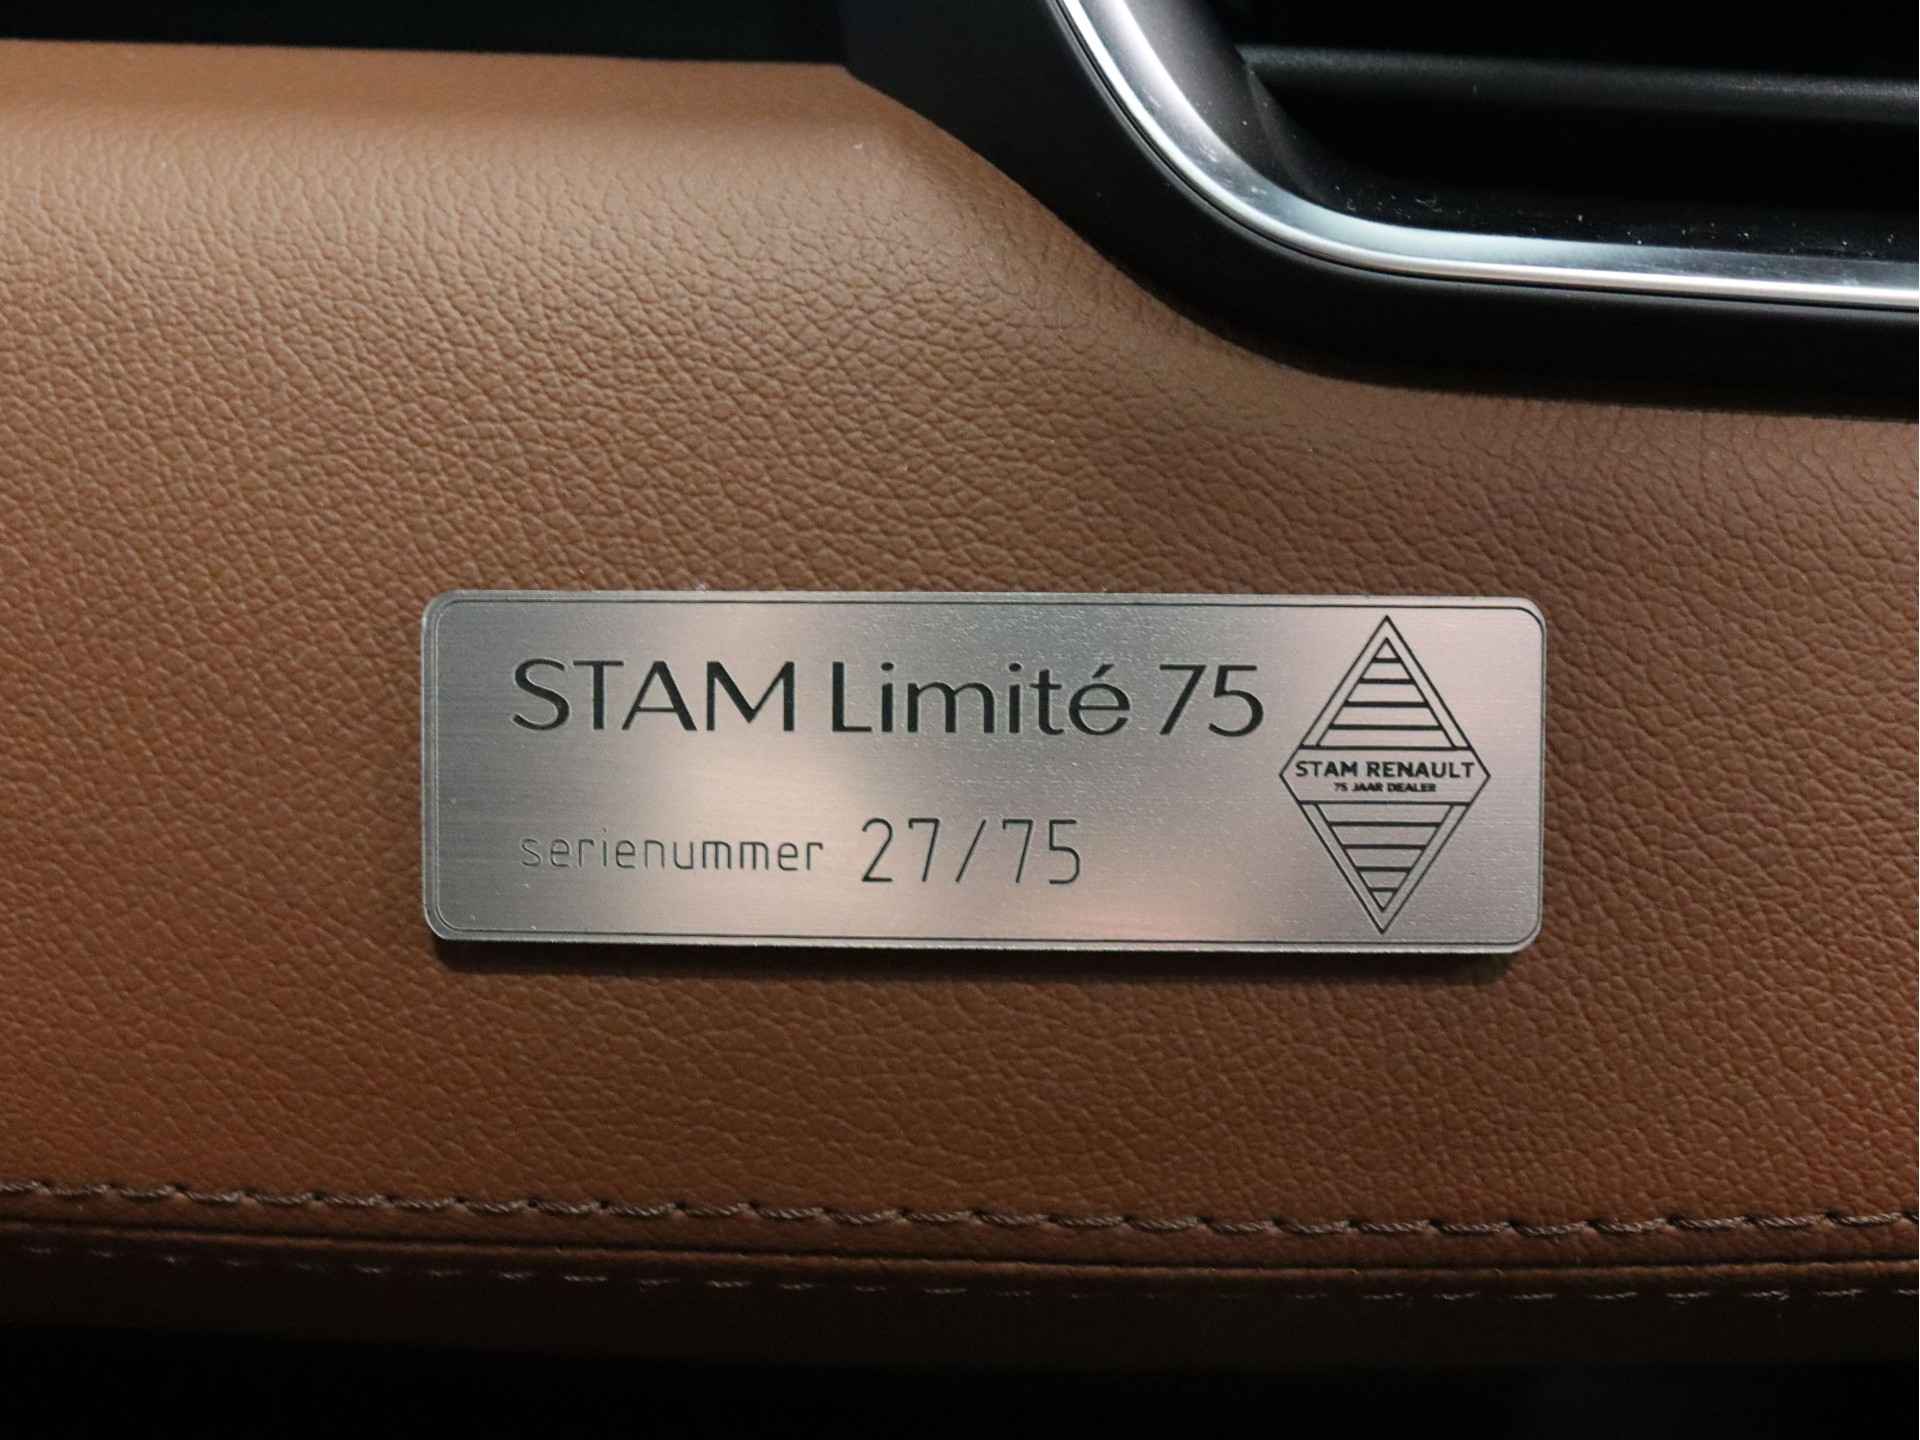 STAM Limité 75
serienummer 27/75
STAM RENAULT
75 JAAR DEALER